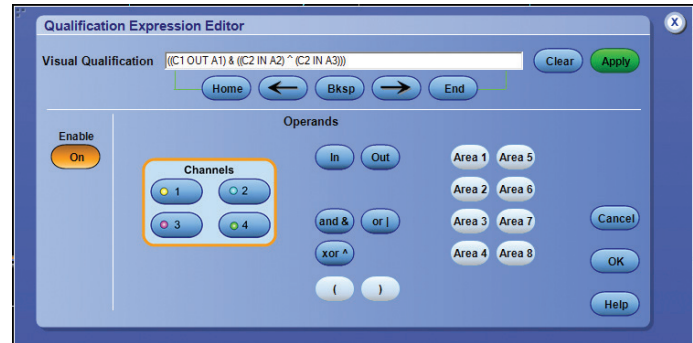 Qualification Expression Editor
X
Visual Qualification ((C1 OUT A1) & ((C2 IN A2) ^ (C2 IN A3))) Clear Apply
Home ← Bksp → End
Operands
Enable
On
Channels
1 2
3 4
In Out
and & or |
xor ^
( )
Area 1 Area 5
Area 2 Area 6
Area 3 Area 7
Area 4 Area 8
Cancel
OK
Help